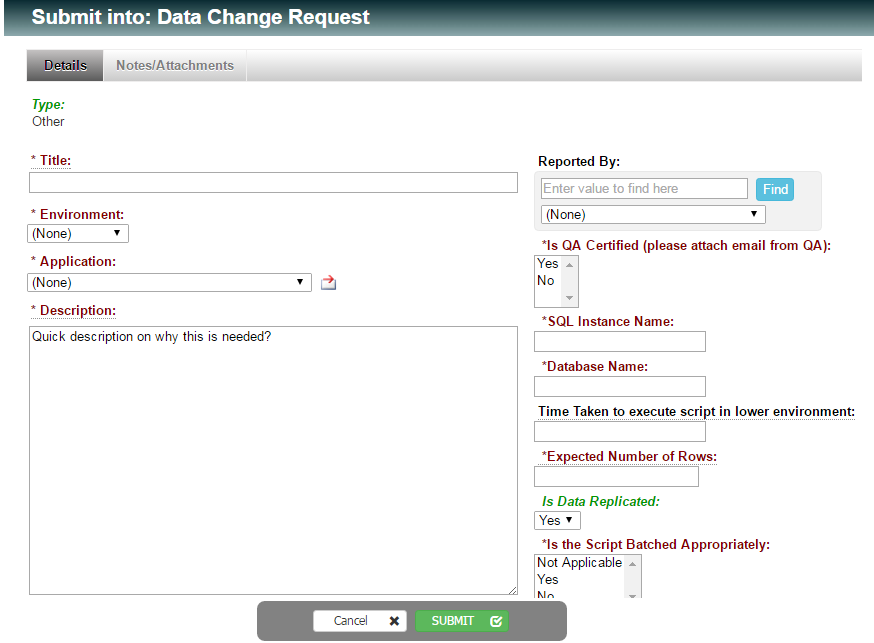 Submit into: Data Change Request
Details
Notes/Attachments
Type:
Other
* Title:
* Environment:
(None)
* Application:
(None)
* Description:
Quick description on why this is needed?
Reported By:
Enter value to find here
Find
(None)
*Is QA Certified (please attach email from QA):
Yes
No
*SQL Instance Name:
*Database Name:
Time Taken to execute script in lower environment:
*Expected Number of Rows:
Is Data Replicated:
Yes
*Is the Script Batched Appropriately:
Not Applicable
Yes
No
Cancel
SUBMIT